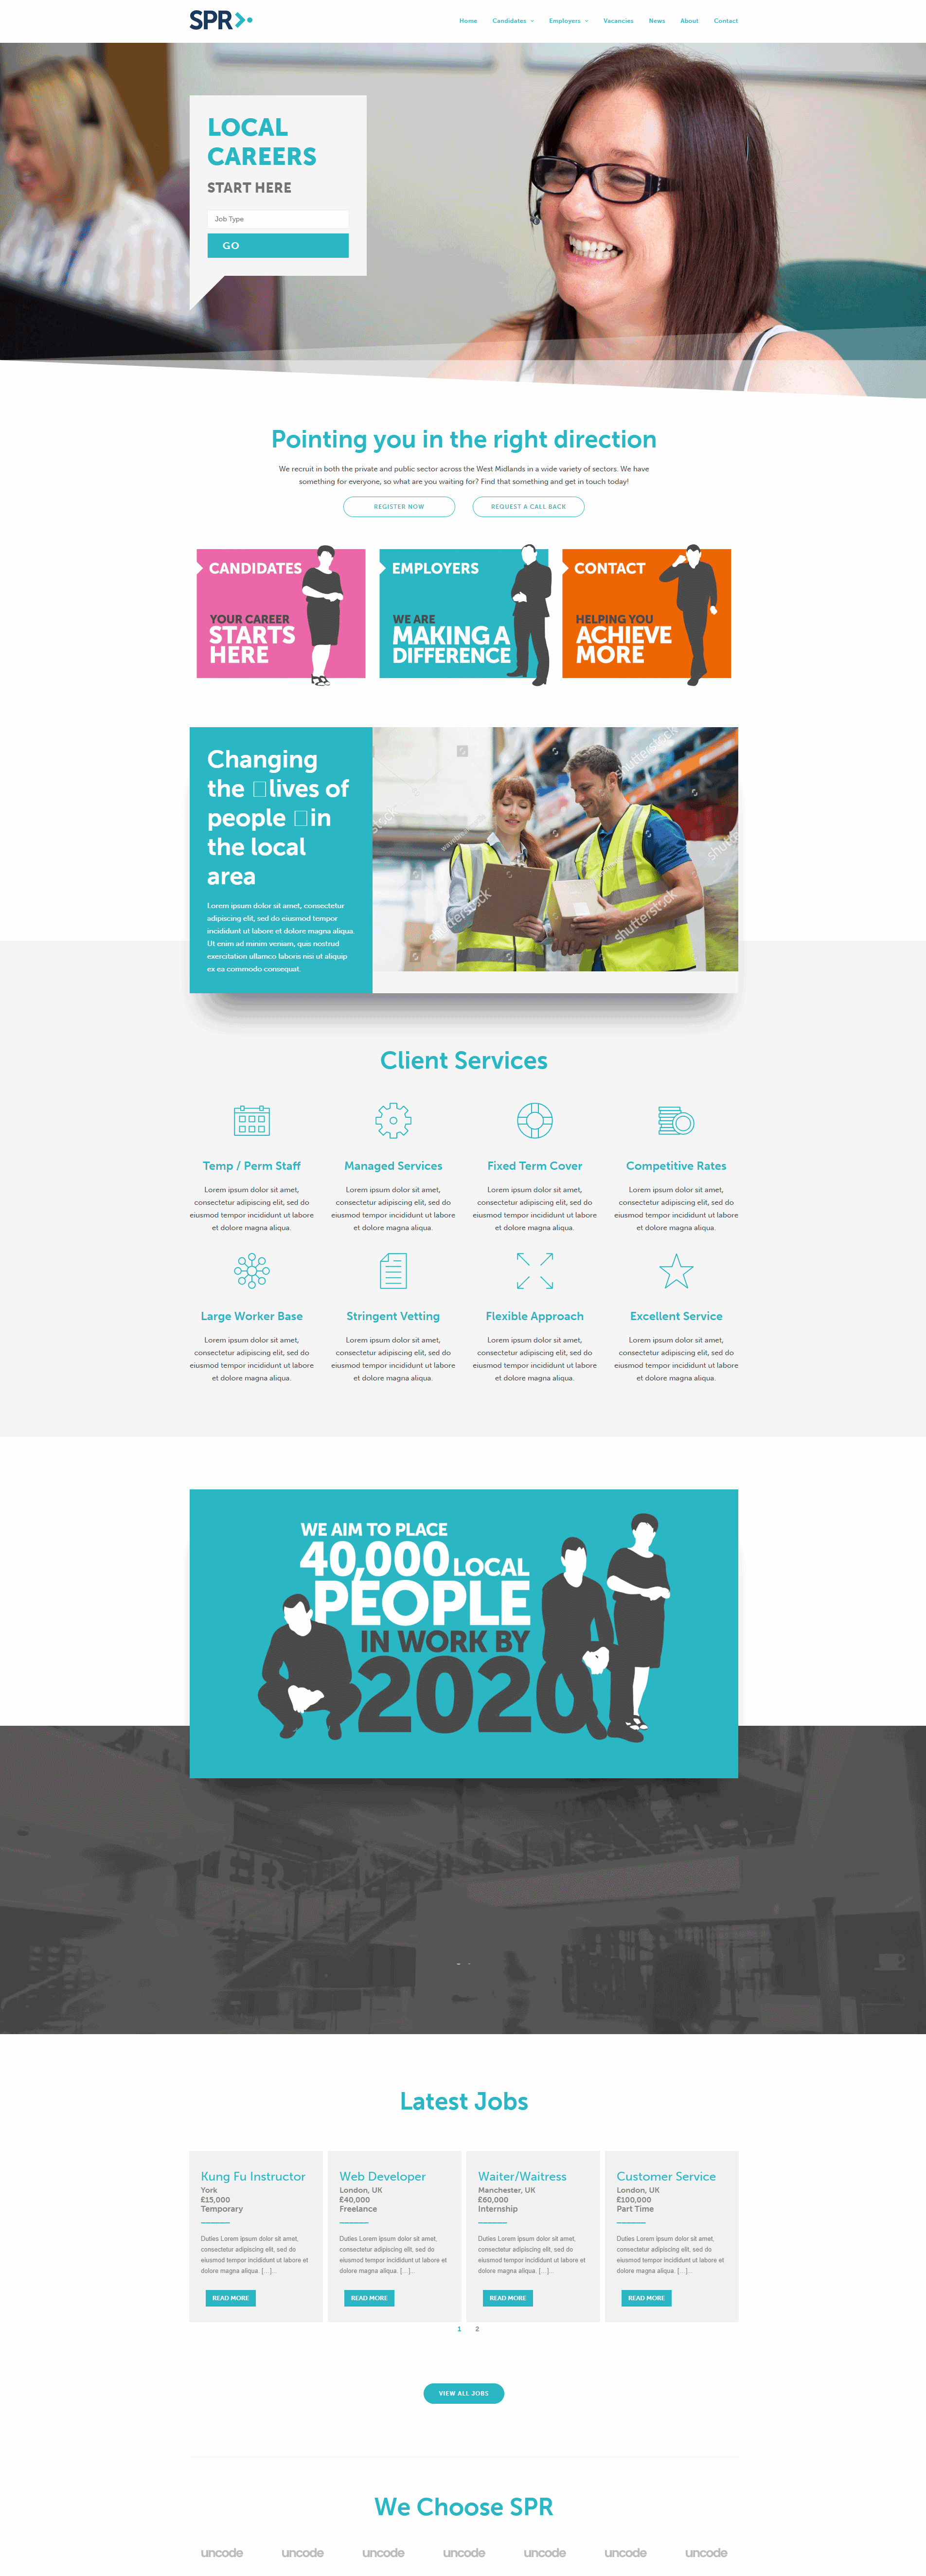 SPR
Home Candidates Employers Vacancies News About Contact
LOCAL
CAREERS
START HERE
Job Type
GO
Pointing you in the right direction
We recruit in both the private and public sector across the West Midlands in a wide variety of sectors. We have
something for everyone, so what are you waiting for? Find that something and get in touch today!
REGISTER NOW
REQUEST A CALL BACK
CANDIDATES
YOUR CAREER
STARTS
HERE
EMPLOYERS
WE ARE
MAKING A
DIFFERENCE
CONTACT
HELPING YOU
ACHIEVE
MORE
Changing
the lives of
people in
the local
area
Lorem ipsum dolor sit amet, consectetur
adipiscing elit, sed do eiusmod tempor
incididunt ut labore et dolore magna aliqua.
Ut enim ad minim veniam, quis nostrud
exercitation ullamco laboris nisi ut aliquip
ex ea commodo consequat.
shutterstock
shutterstock
shutterstock
Client Services
Temp / Perm Staff
Lorem ipsum dolor sit amet,
consectetur adipiscing elit, sed do
eiusmod tempor incididunt ut labore
et dolore magna aliqua.
Managed Services
Lorem ipsum dolor sit amet,
consectetur adipiscing elit, sed do
eiusmod tempor incididunt ut labore
et dolore magna aliqua.
Fixed Term Cover
Lorem ipsum dolor sit amet,
consectetur adipiscing elit, sed do
eiusmod tempor incididunt ut labore
et dolore magna aliqua.
Competitive Rates
Lorem ipsum dolor sit amet,
consectetur adipiscing elit, sed do
eiusmod tempor incididunt ut labore
et dolore magna aliqua.
Large Worker Base
Lorem ipsum dolor sit amet,
consectetur adipiscing elit, sed do
eiusmod tempor incididunt ut labore
et dolore magna aliqua.
Stringent Vetting
Lorem ipsum dolor sit amet,
consectetur adipiscing elit, sed do
eiusmod tempor incididunt ut labore
et dolore magna aliqua.
Flexible Approach
Lorem ipsum dolor sit amet,
consectetur adipiscing elit, sed do
eiusmod tempor incididunt ut labore
et dolore magna aliqua.
Excellent Service
Lorem ipsum dolor sit amet,
consectetur adipiscing elit, sed do
eiusmod tempor incididunt ut labore
et dolore magna aliqua.
WE AIM TO PLACE
40,000 LOCAL
PEOPLE
IN WORK BY
2020
Latest Jobs
Kung Fu Instructor
York
£15,000
Temporary
Duties Lorem ipsum dolor sit amet,
consectetur adipiscing elit, sed do
eiusmod tempor incididunt ut labore et
dolore magna aliqua. [...]...
READ MORE
Web Developer
London, UK
£40,000
Freelance
Duties Lorem ipsum dolor sit amet,
consectetur adipiscing elit, sed do
eiusmod tempor incididunt ut labore et
dolore magna aliqua. [...]...
READ MORE
Waiter/Waitress
Manchester, UK
£60,000
Internship
Duties Lorem ipsum dolor sit amet,
consectetur adipiscing elit, sed do
eiusmod tempor incididunt ut labore et
dolore magna aliqua. [...]...
READ MORE
Customer Service
London, UK
£100,000
Part Time
Duties Lorem ipsum dolor sit amet,
consectetur adipiscing elit, sed do
eiusmod tempor incididunt ut labore et
dolore magna aliqua. [...]...
READ MORE
1 2
VIEW ALL JOBS
We Choose SPR
uncode uncode uncode uncode uncode uncode uncode